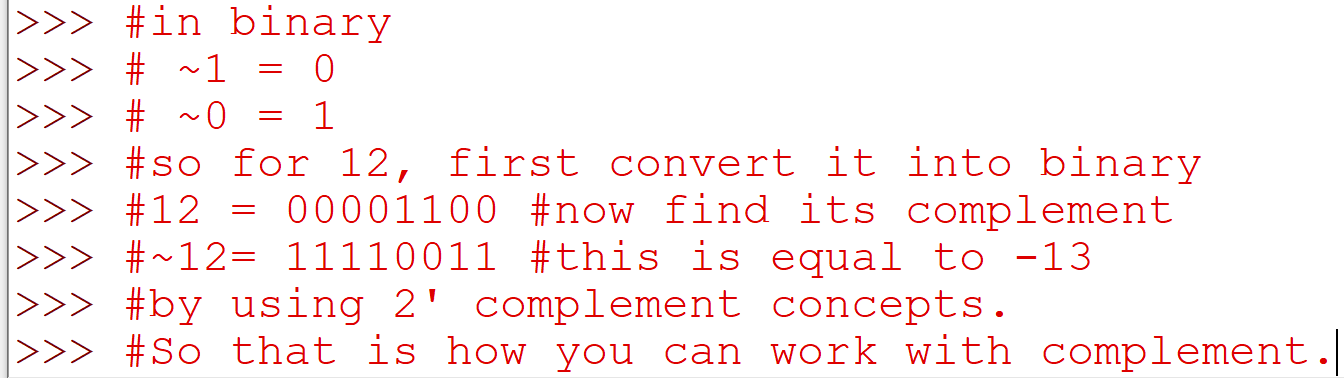 >>> #in binary
>>> # ~1 = 0
>>> # ~0 = 1
>>> #so for 12, first convert it into binary
>>> #12 = 00001100 #now find its complement
>>> #~12= 11110011 #this is equal to -13
>>> #by using 2' complement concepts.
>>> #So that is how you can work with complement.